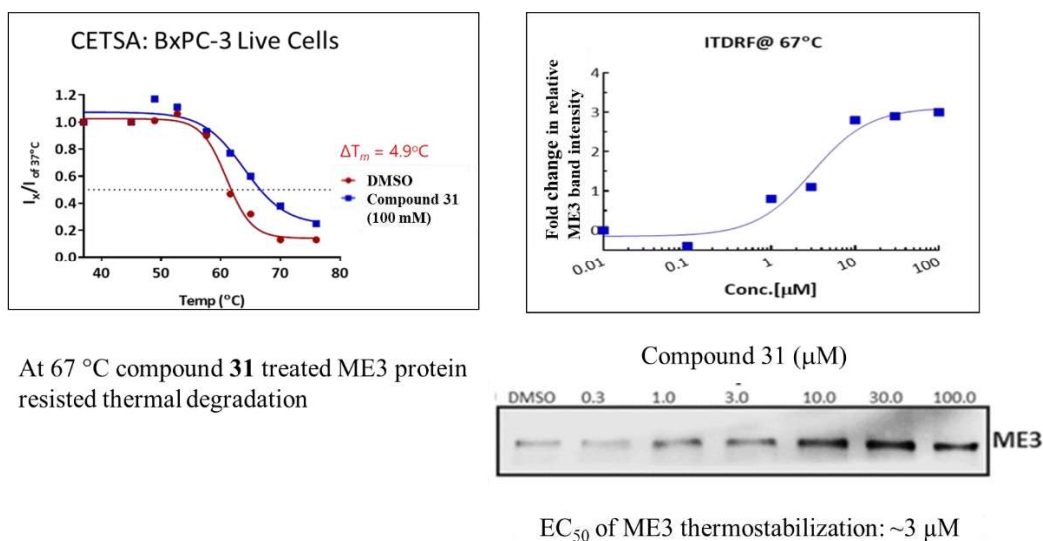 CETSA: BxPC-3 Live Cells
1.2
1.0
0.8
0.6
0.4
0.2
0.0
Iₓ/I of 37°C
40
50
60
70
80
Temp (°C)
ΔTₘ = 4.9°C
DMSO
Compound 31
(100 mM)
ITDRF@ 67°C
4
3
2
1
0
Fold change in relative
ME3 band intensity
0.01
0.1
1
10
100
Conc.[μM]
At 67 °C compound 31 treated ME3 protein
resisted thermal degradation
Compound 31 (μM)
DMSO 0.3 1.0 3.0 10.0 30.0 100.0
ME3
EC₅₀ of ME3 thermostabilization: ~3 μM